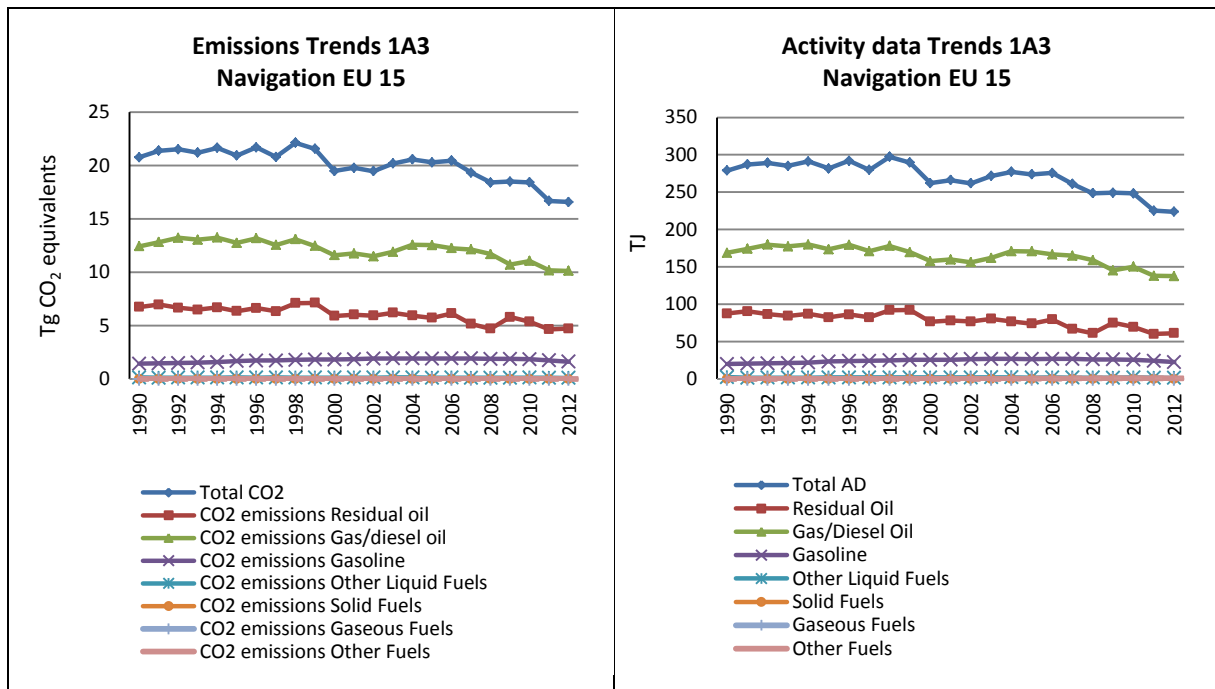 Emissions Trends 1A3
Navigation EU 15
Tg CO2 equivalents
25
20
15
10
5
0
1990
1992
1994
1996
1998
2000
2002
2004
2006
2008
2010
2012
Total CO2
CO2 emissions Residual oil
CO2 emissions Gas/diesel oil
CO2 emissions Gasoline
CO2 emissions Other Liquid Fuels
CO2 emissions Solid Fuels
CO2 emissions Gaseous Fuels
CO2 emissions Other Fuels
Activity data Trends 1A3
Navigation EU 15
TJ
350
300
250
200
150
100
50
0
1990
1992
1994
1996
1998
2000
2002
2004
2006
2008
2010
2012
Total AD
Residual Oil
Gas/Diesel Oil
Gasoline
Other Liquid Fuels
Solid Fuels
Gaseous Fuels
Other Fuels